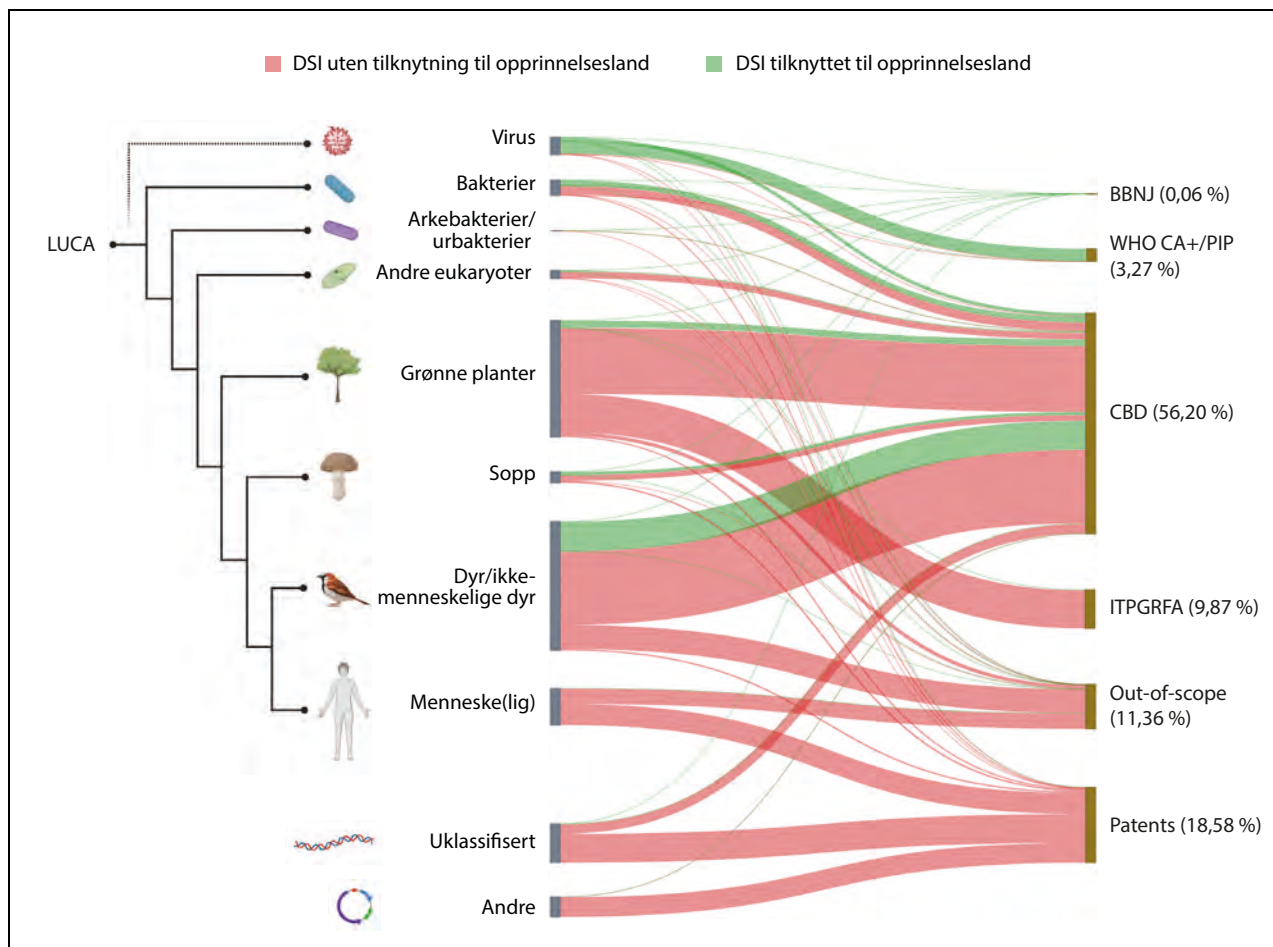 DSI uten tilknytning til opprinnelsesland
DSI tilknyttet til opprinnelsesland
LUCA
Virus
Bakterier
Arkebakterier/
urbakterier
Andre eukaryoter
Grønne planter
Sopp
Dyr/ikke-
menneskelige dyr
Menneske(lig)
Uklassifisert
Andre
BBNJ (0,06 %)
WHO CA+/PIP
(3,27 %)
CBD (56,20 %)
ITPGRFA (9,87 %)
Out-of-scope
(11,36 %)
Patents (18,58 %)